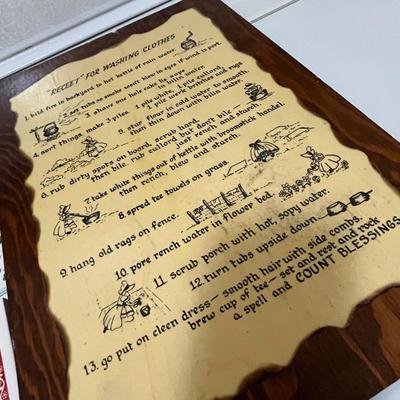 "RECEET" FOR WASHING CLOTHES
1. bild fire in backyard to het kettle of rain water.
2. set tubs so smoke wont blow in eyes if wind is pert.
3. shave one hole cake lie sope in bilin water.
4. sort things, make 3 piles. 1 pile white. 1 pile cullord. 1 pile werk britches and rags.
5. stur flour in cold water to smooth, then thin down with bilin water.
6. rub dirty spots on board, scrub hard, then bile. rub cullord but don't bile - just rench and starch.
7. take white things out of kettle with broomstick handel, then rench, blew and starch.
8. spred tee towels on grass.
9. hang old rags on fence.
10. pore rench water in flower bed.
11. scrub porch with hot, sopy water.
12. turn tubs upside down
13. go put on cleen dress - smooth hair with side combs. brew cup of tee - set and rest and rock a spell and COUNT BLESSINGS